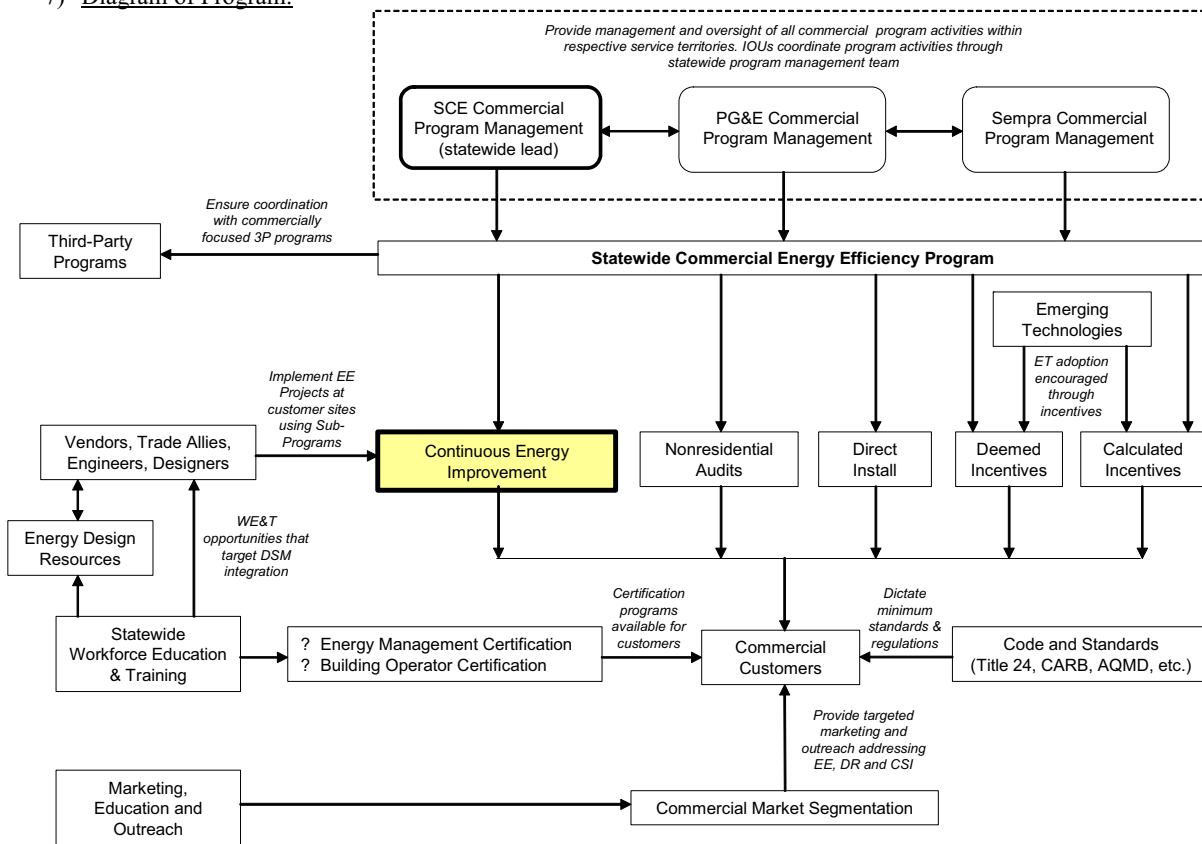 7) Diagram of Program:
Provide management and oversight of all commercial program activities within
respective service territories. IOUs coordinate program activities through
statewide program management team
SCE Commercial
Program Management
(statewide lead)
PG&E Commercial
Program Management
Sempra Commercial
Program Management
Ensure coordination
with commercially
focused 3P programs
Third-Party
Programs
Statewide Commercial Energy Efficiency Program
Emerging
Technologies
ET adoption
encouraged
through
incentives
Implement EE
Projects at
customer sites
using Sub-
Programs
Vendors, Trade Allies,
Engineers, Designers
Continuous Energy
Improvement
Nonresidential
Audits
Direct
Install
Deemed
Incentives
Calculated
Incentives
Energy Design
Resources
WE&T
opportunities that
target DSM
integration
Statewide
Workforce Education
& Training
? Energy Management Certification
? Building Operator Certification
Certification
programs
available for
customers
Commercial
Customers
Dictate
minimum
standards &
regulations
Code and Standards
(Title 24, CARB, AQMD, etc.)
Provide targeted
marketing and
outreach addressing
EE, DR and CSI
Marketing,
Education and
Outreach
Commercial Market Segmentation